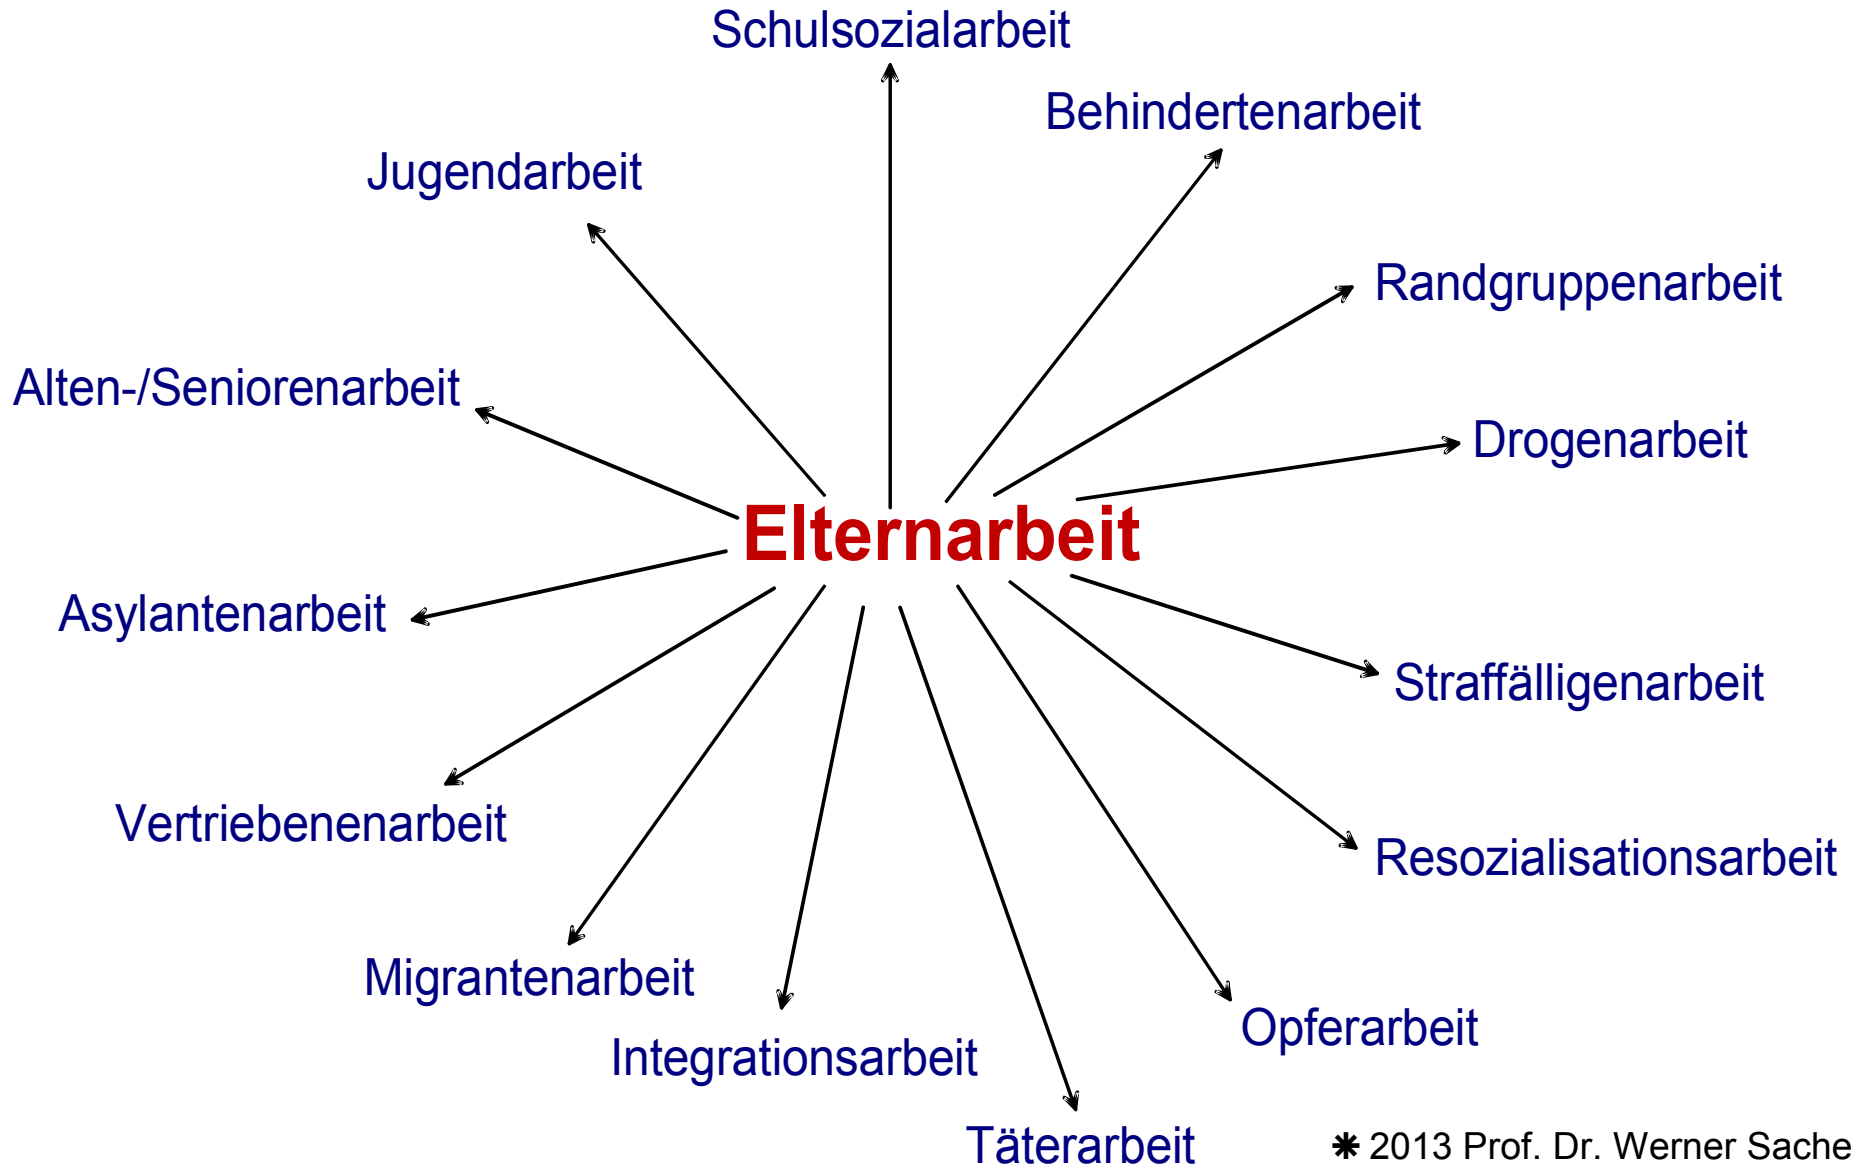 Schulsozialarbeit
Behindertenarbeit
Jugendarbeit
Randgruppenarbeit
Alten-/Seniorenarbeit
Drogenarbeit
Elternarbeit
Asylantenarbeit
Straffälligenarbeit
Vertriebenenarbeit
Resozialisationsarbeit
Migrantenarbeit
Opferarbeit
Integrationsarbeit
Täterarbeit
✱ 2013 Prof. Dr. Werner Sache